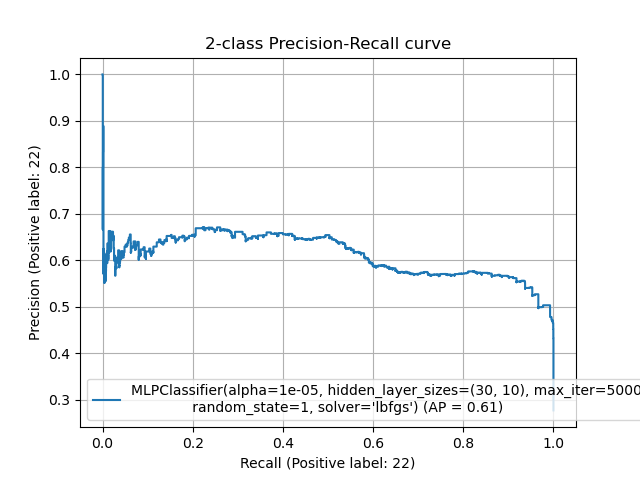 2-class Precision-Recall curve
1.0
0.9
0.8
0.7
0.6
0.5
0.4
0.3
Precision (Positive label: 22)
MLPClassifier(alpha=1e-05, hidden_layer_sizes=(30, 10), max_iter=5000
random_state=1, solver='lbfgs') (AP = 0.61)
0.0 0.2 0.4 0.6 0.8 1.0
Recall (Positive label: 22)